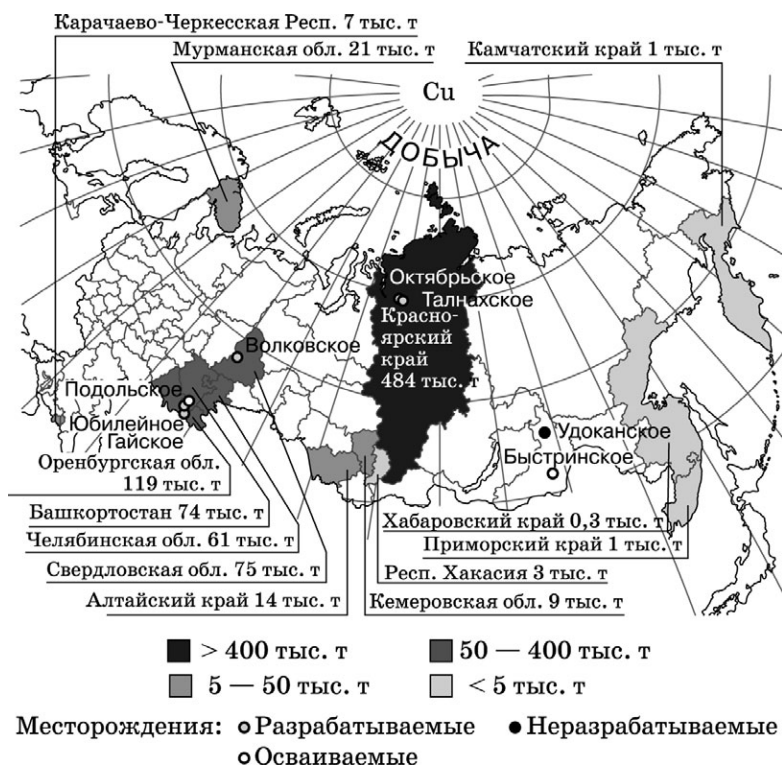 Карачаево-Черкесская Респ. 7 тыс. т
Мурманская обл. 21 тыс. т
Камчатский край 1 тыс. т
Cu
ДОБЫЧА
Октябрьское
Талнахское
Красно-
ярский
край
484 тыс. т
Волковское
Подольское
Юбилейное
Гайское
Удоканское
Быстринское
Оренбургская обл.
119 тыс. т
Башкортостан 74 тыс. т
Челябинская обл. 61 тыс. т
Свердловская обл. 75 тыс. т
Алтайский край 14 тыс. т
Хабаровский край 0,3 тыс. т
Приморский край 1 тыс. т
Респ. Хакасия 3 тыс. т
Кемеровская обл. 9 тыс. т
> 400 тыс. т
50 — 400 тыс. т
5 — 50 тыс. т
< 5 тыс. т
Месторождения: Разрабатываемые Неразрабатываемые
Осваиваемые